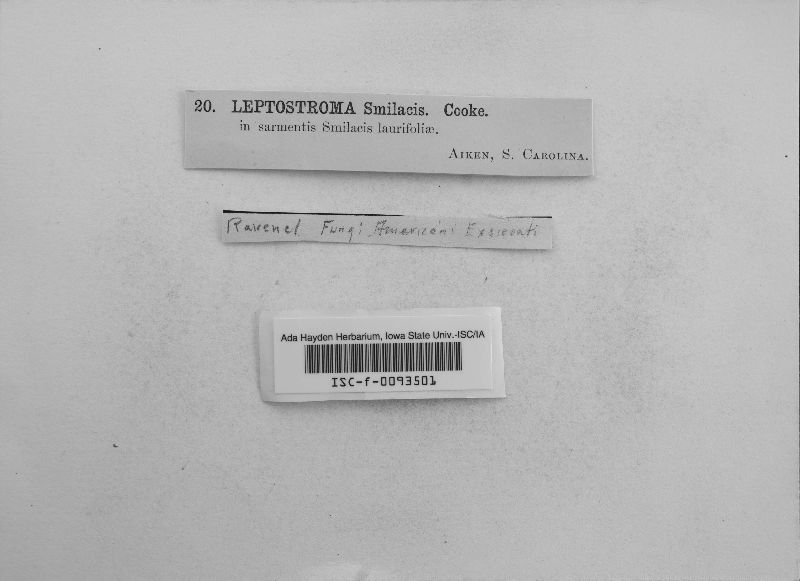 20. LEPTOSTROMA Smilacis. Cooke.
in sarmentis Smilacis laurifoliæ.
AIKEN, S. CAROLINA.
Ravenel Fungi Americani Exsiccati
Ada Hayden Herbarium, Iowa State Univ.-ISC/IA
ISC-f-0093501